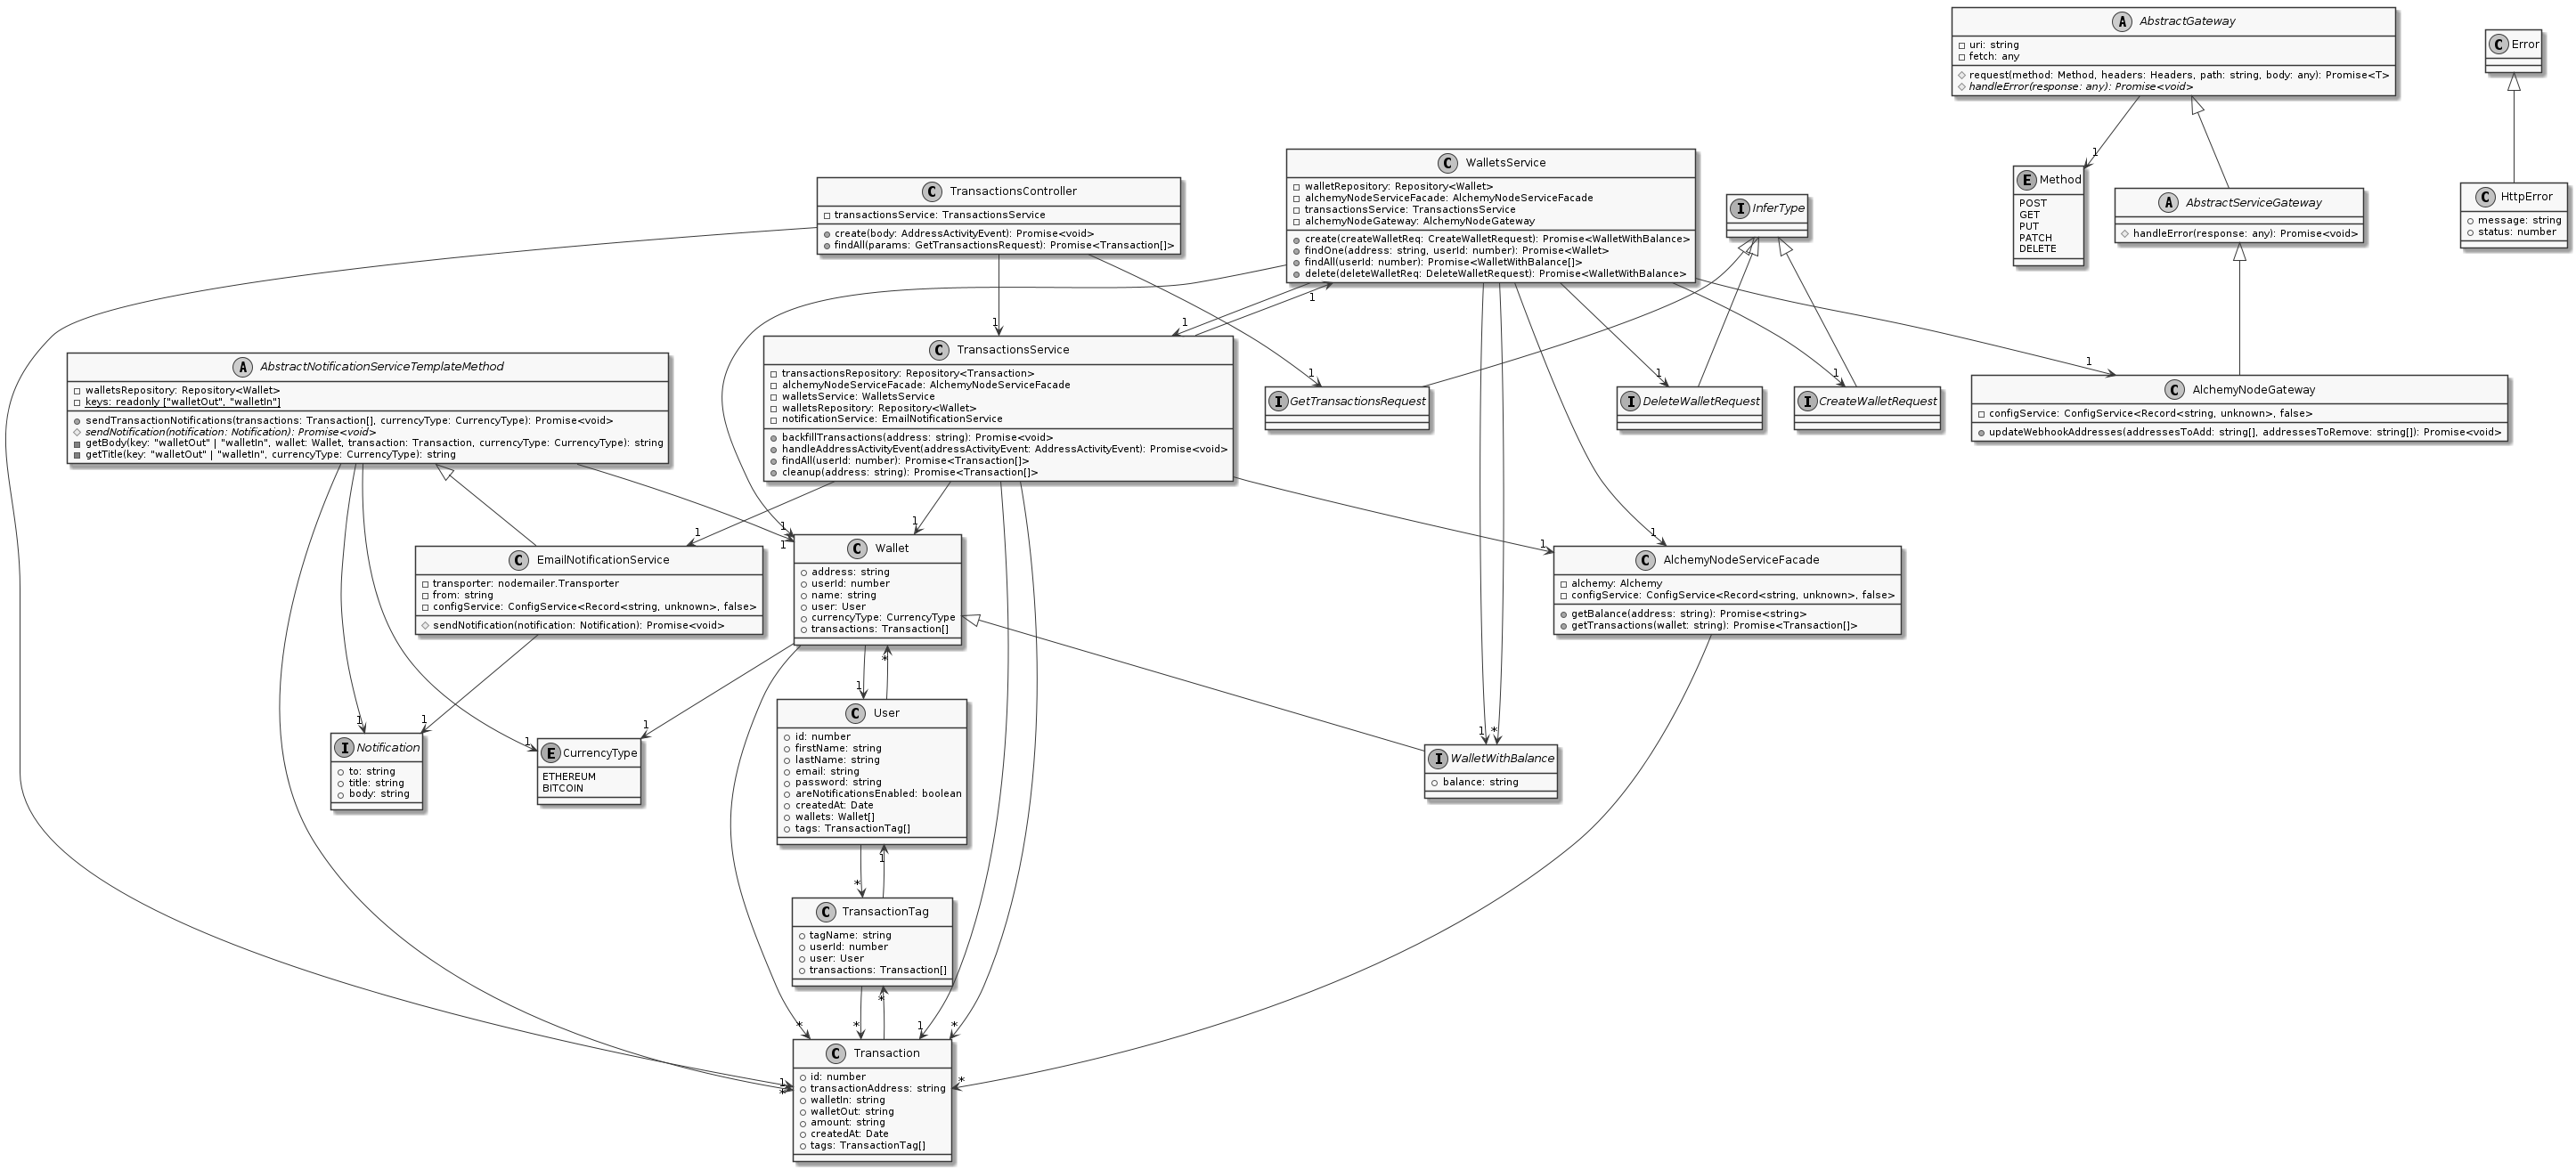 A AbstractGateway
uri: string
fetch: any
request(method: Method, headers: Headers, path: string, body: any): Promise<T>
handleError(response: any): Promise<void>
C Error
C WalletsService
walletRepository: Repository<Wallet>
alchemyNodeServiceFacade: AlchemyNodeServiceFacade
transactionsService: TransactionsService
alchemyNodeGateway: AlchemyNodeGateway
create(createWalletReq: CreateWalletRequest): Promise<WalletWithBalance>
findOne(address: string, userId: number): Promise<Wallet>
findAll(userId: number): Promise<WalletWithBalance[]>
delete(deleteWalletReq: DeleteWalletRequest): Promise<WalletWithBalance>
1
E Method
POST
GET
PUT
PATCH
DELETE
C TransactionsController
transactionsService: TransactionsService
create(body: AddressActivityEvent): Promise<void>
findAll(params: GetTransactionsRequest): Promise<Transaction[]>
I InferType
A AbstractServiceGateway
handleError(response: any): Promise<void>
C HttpError
message: string
status: number
1
1
1
C TransactionsService
transactionsRepository: Repository<Transaction>
alchemyNodeServiceFacade: AlchemyNodeServiceFacade
walletsService: WalletsService
walletsRepository: Repository<Wallet>
notificationService: EmailNotificationService
backfillTransactions(address: string): Promise<void>
handleAddressActivityEvent(addressActivityEvent: AddressActivityEvent): Promise<void>
findAll(userId: number): Promise<Transaction[]>
cleanup(address: string): Promise<Transaction[]>
A AbstractNotificationServiceTemplateMethod
walletsRepository: Repository<Wallet>
keys: readonly ["walletOut", "walletIn"]
sendTransactionNotifications(transactions: Transaction[], currencyType: CurrencyType): Promise<void>
sendNotification(notification: Notification): Promise<void>
getBody(key: "walletOut" | "walletIn", wallet: Wallet, transaction: Transaction, currencyType: CurrencyType): string
getTitle(key: "walletOut" | "walletIn", currencyType: CurrencyType): string
1
1
1
1
I GetTransactionsRequest
I DeleteWalletRequest
I CreateWalletRequest
C AlchemyNodeGateway
configService: ConfigService<Record<string, unknown>, false>
updateWebhookAddresses(addressesToAdd: string[], addressesToRemove: string[]): Promise<void>
1
1
1
1
1
1
C EmailNotificationService
transporter: nodemailer.Transporter
from: string
configService: ConfigService<Record<string, unknown>, false>
sendNotification(notification: Notification): Promise<void>
C Wallet
address: string
userId: number
name: string
user: User
currencyType: CurrencyType
transactions: Transaction[]
C AlchemyNodeServiceFacade
alchemy: Alchemy
configService: ConfigService<Record<string, unknown>, false>
getBalance(address: string): Promise<string>
getTransactions(wallet: string): Promise<Transaction[]>
*
1
1
1
1
1
1
*
I Notification
to: string
title: string
body: string
E CurrencyType
ETHEREUM
BITCOIN
C User
id: number
firstName: string
lastName: string
email: string
password: string
areNotificationsEnabled: boolean
createdAt: Date
wallets: Wallet[]
tags: TransactionTag[]
I WalletWithBalance
balance: string
1
*
C TransactionTag
tagName: string
userId: number
user: User
transactions: Transaction[]
*
*
*
1
*
C Transaction
id: number
transactionAddress: string
walletIn: string
walletOut: string
amount: string
createdAt: Date
tags: TransactionTag[]
1
*
*